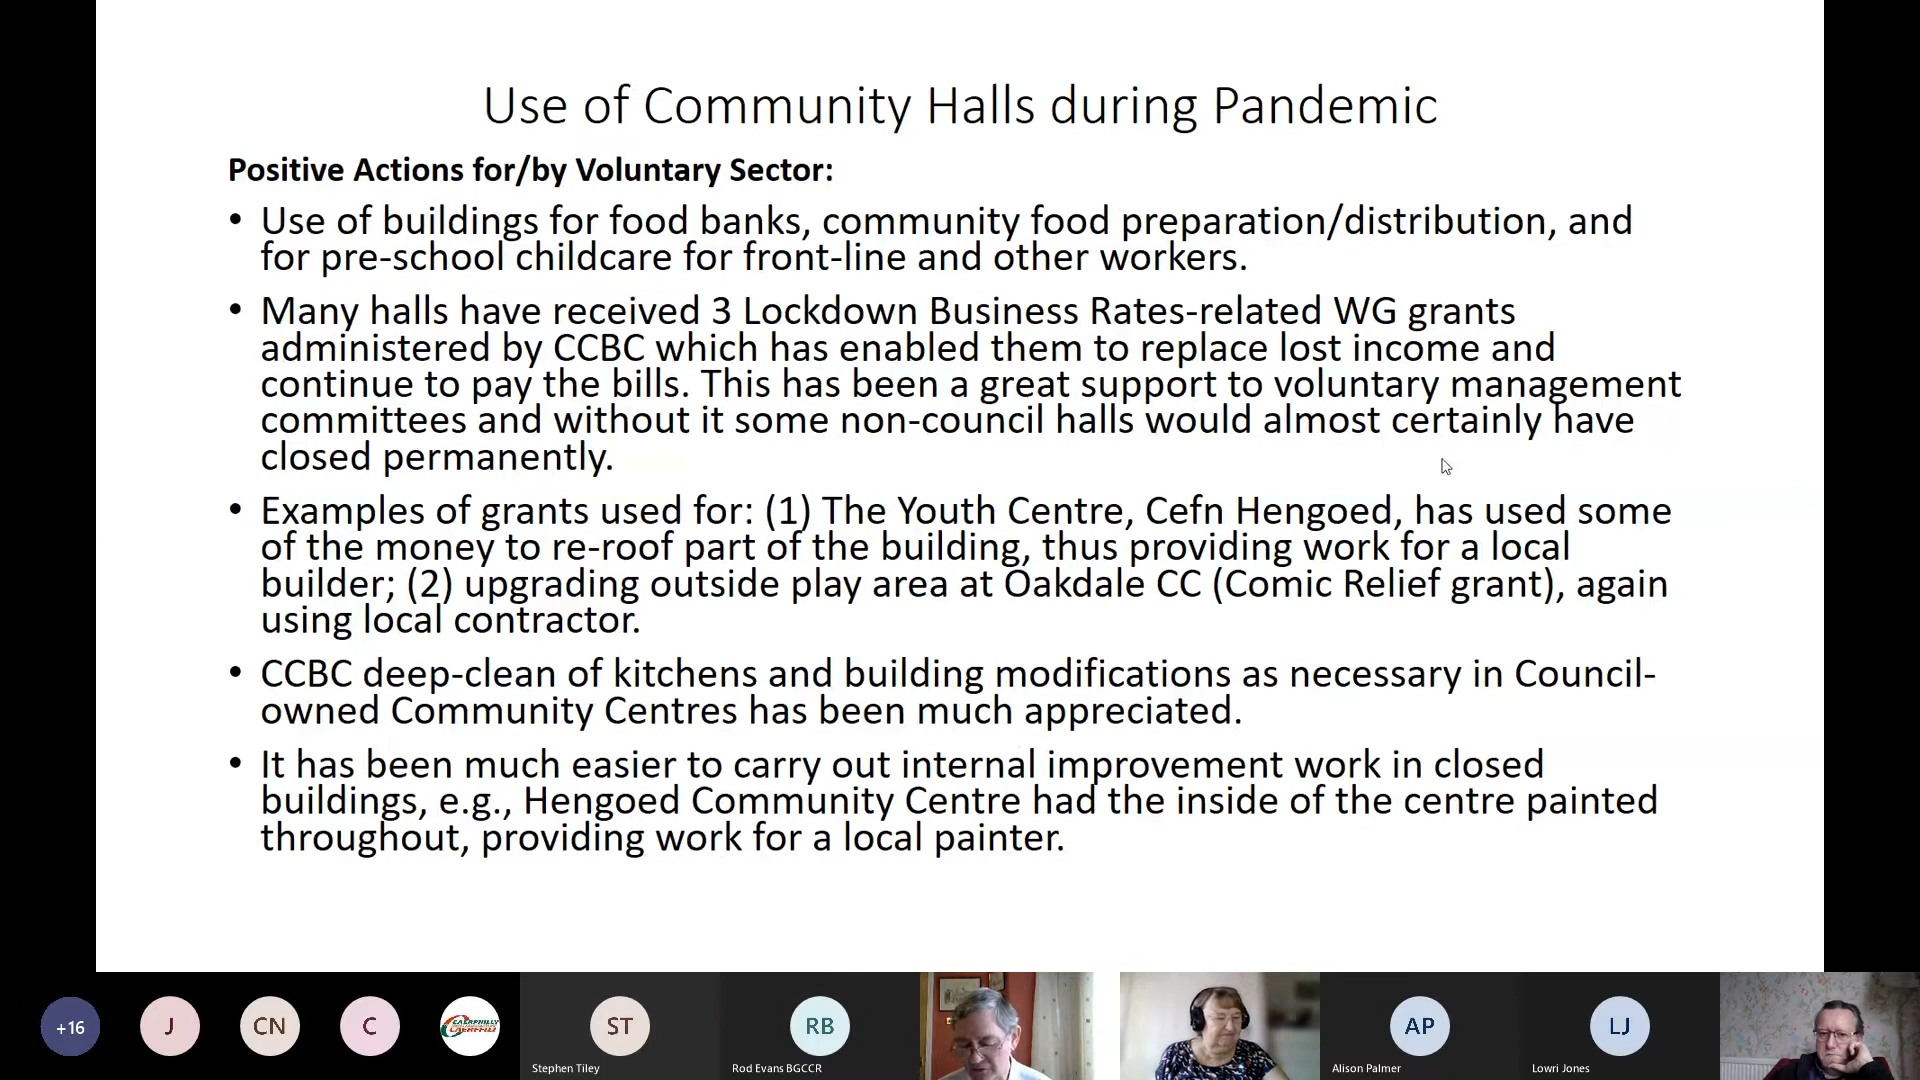 Use of Community Halls during Pandemic
Positive Actions for/by Voluntary Sector:
• Use of buildings for food banks, community food preparation/distribution, and
for pre-school childcare for front-line and other workers.
• Many halls have received 3 Lockdown Business Rates-related WG grants
administered by CCBC which has enabled them to replace lost income and
continue to pay the bills. This has been a great support to voluntary management
committees and without it some non-council halls would almost certainly have
closed permanently.
• Examples of grants used for: (1) The Youth Centre, Cefn Hengoed, has used some
of the money to re-roof part of the building, thus providing work for a local
builder; (2) upgrading outside play area at Oakdale CC (Comic Relief grant), again
using local contractor.
• CCBC deep-clean of kitchens and building modifications as necessary in Council-
owned Community Centres has been much appreciated.
• It has been much easier to carry out internal improvement work in closed
buildings, e.g., Hengoed Community Centre had the inside of the centre painted
throughout, providing work for a local painter.
+16
J
CN
C
CAERPHILLY
CAERFFILI
ST
Stephen Tiley
RB
Rod Evans BGCCR
AP
Alison Palmer
LJ
Lowri Jones